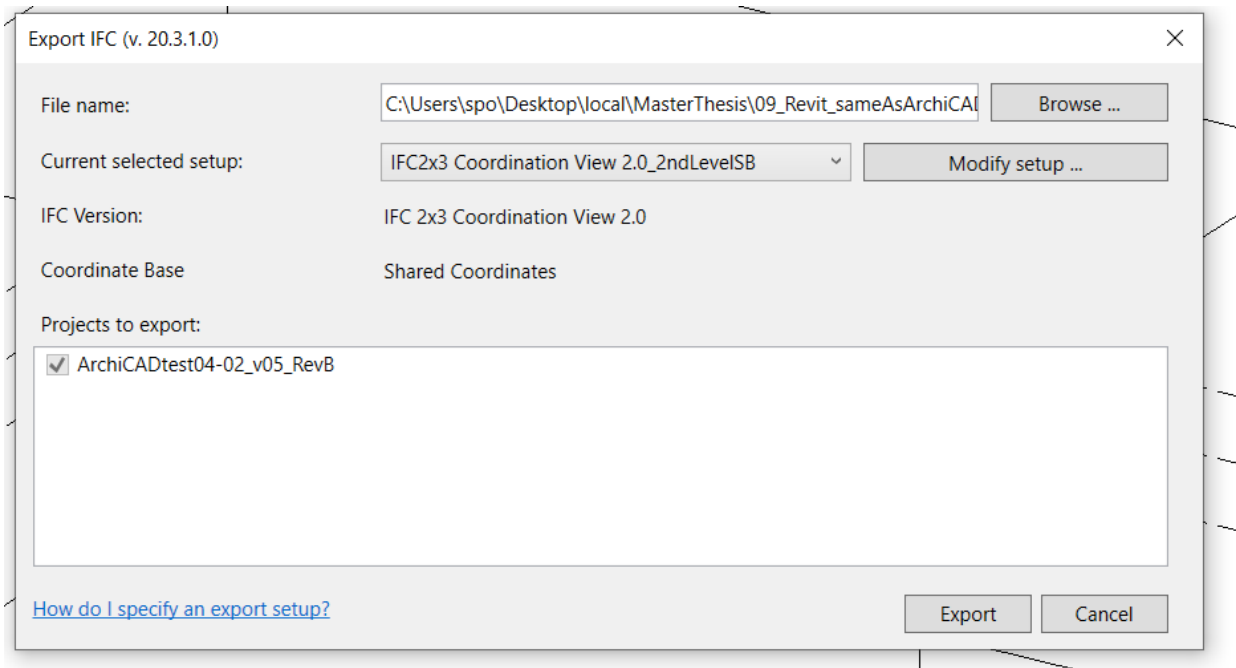 Export IFC (v. 20.3.1.0)
File name: C:\Users\spo\Desktop\local\MasterThesis\09_Revit_sameAsArchiCAD Browse ...
Current selected setup: IFC2x3 Coordination View 2.0_2ndLevelSB Modify setup ...
IFC Version: IFC 2x3 Coordination View 2.0
Coordinate Base Shared Coordinates
Projects to export:
ArchiCADtest04-02_v05_RevB
How do I specify an export setup? Export Cancel